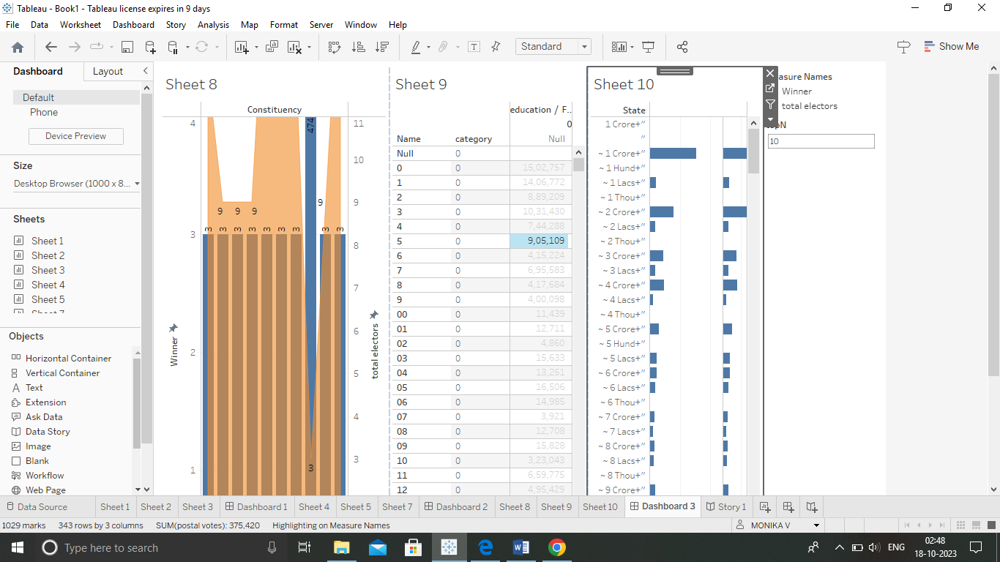 Tableau - Book1 - Tableau license expires in 9 days
File Data Worksheet Dashboard Story Analysis Map Format Server Window Help
Standard
Show Me
Dashboard Layout
Default
Phone
Device Preview
Size
Desktop Browser (1000 x 8...
Sheets
Sheet 1
Sheet 2
Sheet 3
Sheet 4
Sheet 5
Objects
Horizontal Container
Vertical Container
Text
Extension
Ask Data
Data Story
Image
Blank
Workflow
Web Page
Sheet 8
Constituency
4
3
2
1
Winner
474
9 9 9 9
3 3 3 3 3 3 3 3 3
3
11
10
9
8
7
6
5
4
3
total electors
Sheet 9
education / F..
0
Name category Null
Null 0
0 0 15,02,757
1 0 14,06,772
2 0 8,89,209
3 0 10,31,430
4 0 7,44,288
5 0 9,05,109
6 0 4,15,224
7 0 6,95,583
8 0 4,17,684
9 0 4,00,098
00 0 11,439
01 0 12,711
02 0 4,860
03 0 15,633
04 0 13,251
05 0 16,506
06 0 14,985
07 0 3,921
08 0 12,708
09 0 15,828
10 0 3,23,043
11 0 6,59,775
12 0 4,95,429
Sheet 10
State
1 Crore+"
"
~ 1 Crore+"
~ 1 Hund+"
~ 1 Lacs+"
~ 1 Thou+"
~ 2 Crore+"
~ 2 Lacs+"
~ 2 Thou+"
~ 3 Crore+"
~ 3 Lacs+"
~ 4 Crore+"
~ 4 Lacs+"
~ 4 Thou+"
~ 5 Crore+"
~ 5 Hund+"
~ 5 Lacs+"
~ 6 Crore+"
~ 6 Lacs+"
~ 6 Thou+"
~ 7 Crore+"
~ 7 Lacs+"
~ 8 Crore+"
~ 8 Lacs+"
~ 8 Thou+"
~ 9 Crore+"
asure Names
Winner
total electors
opN
10
Data Source Sheet 1 Sheet 2 Sheet 3 Dashboard 1 Sheet 4 Sheet 5 Sheet 7 Dashboard 2 Sheet 8 Sheet 9 Sheet 10 Dashboard 3 Story 1
1029 marks 343 rows by 3 columns SUM(postal votes): 375,420 Highlighting on Measure Names MONIKA V
Type here to search
ENG
02:48
18-10-2023